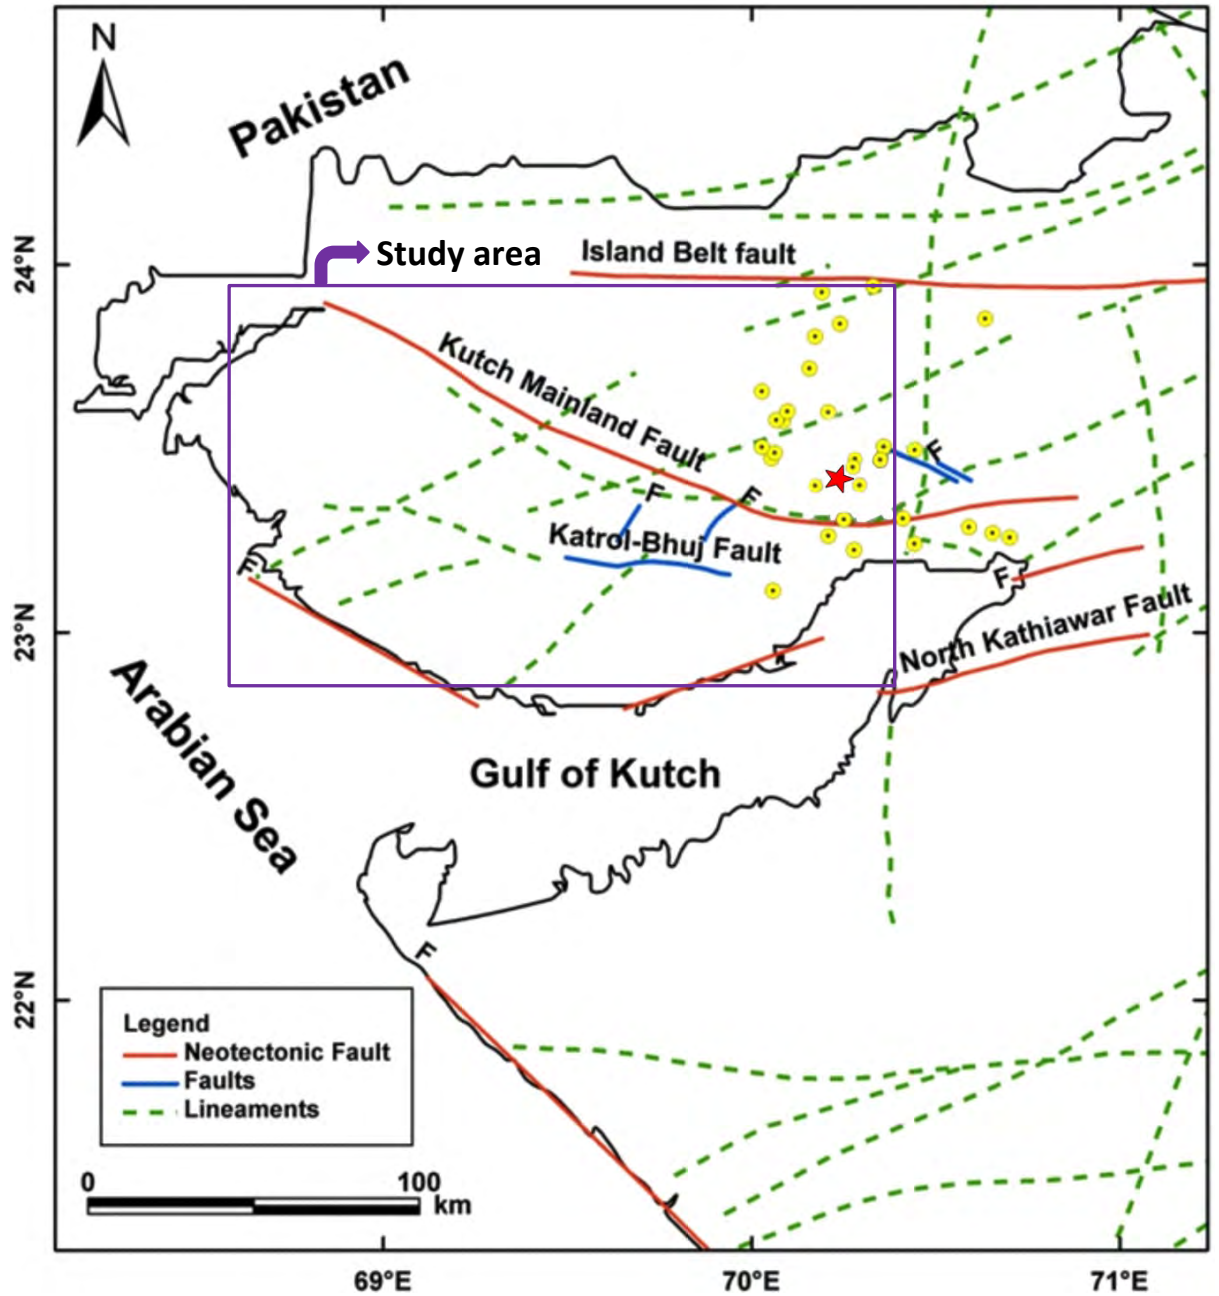 N
Pakistan
24°N
Study area
Island Belt fault
Kutch Mainland Fault
F
F
F
Katrol-Bhuj Fault
F
F
23°N
North Kathiawar Fault
Arabian Sea
Gulf of Kutch
F
22°N
Legend
Neotectonic Fault
Faults
Lineaments
0 100
km
69°E 70°E 71°E